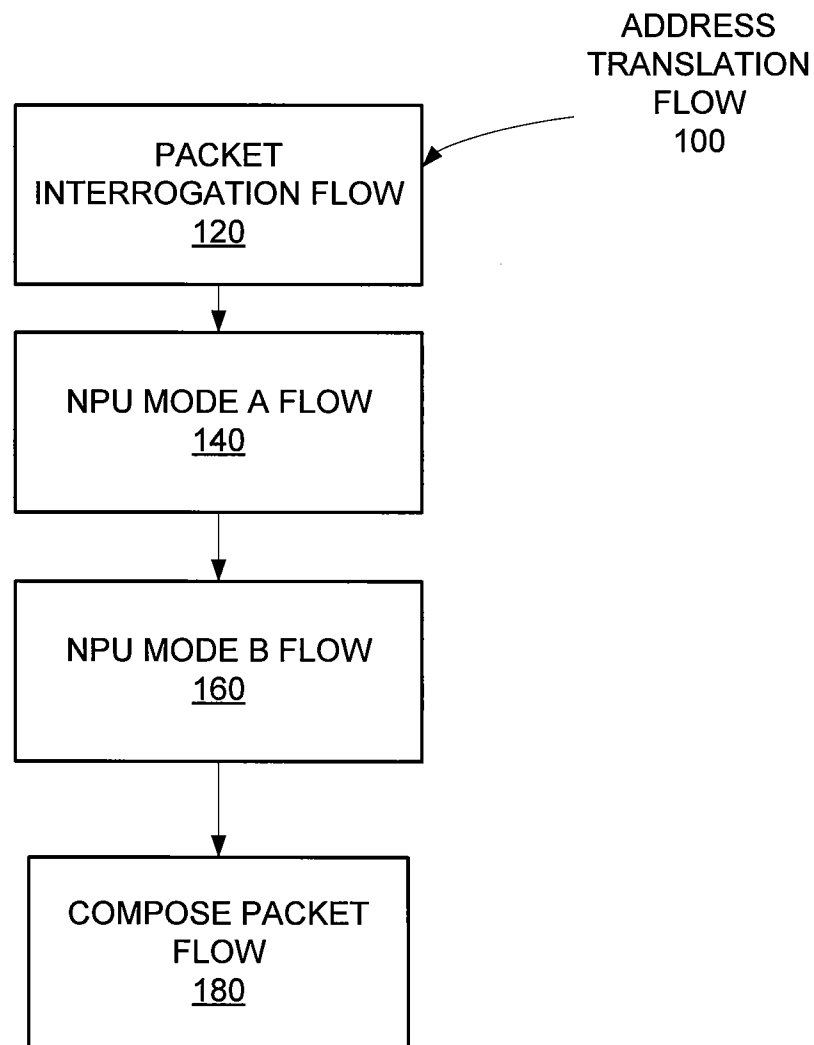 ADDRESS
TRANSLATION
FLOW
100
PACKET
INTERROGATION FLOW
120
NPU MODE A FLOW
140
NPU MODE B FLOW
160
COMPOSE PACKET
FLOW
180